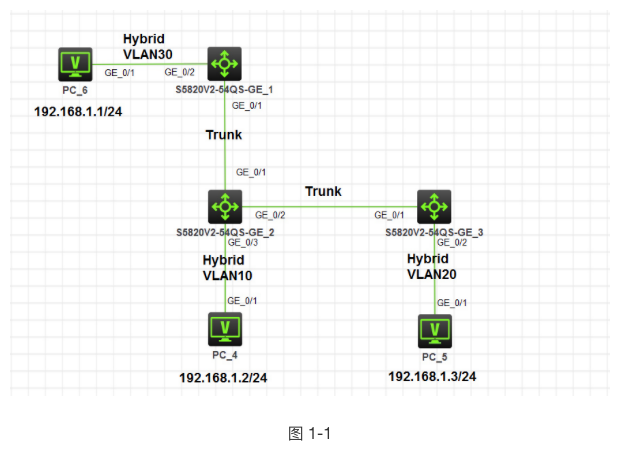 Hybrid
VLAN30
GE_0/1
GE_0/2
PC_6
S5820V2-54QS-GE_1
192.168.1.1/24
GE_0/1
Trunk
GE_0/1
Trunk
GE_0/2
GE_0/1
S5820V2-54QS-GE_2
S5820V2-54QS-GE_3
GE_0/3
GE_0/2
Hybrid
VLAN10
Hybrid
VLAN20
GE_0/1
GE_0/1
PC_4
PC_5
192.168.1.2/24
192.168.1.3/24
图 1-1